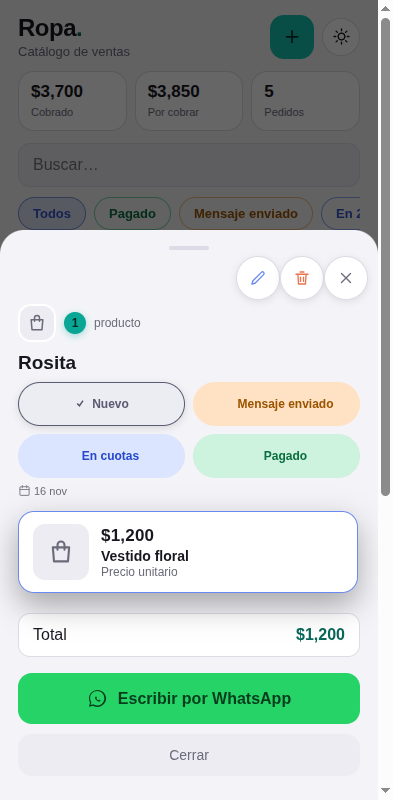 Ropa.
Catálogo de ventas
$3,700
Cobrado
$3,850
Por cobrar
5
Pedidos
Buscar…
Todos
Pagado
Mensaje enviado
En 2
1 producto
Rosita
Nuevo
Mensaje enviado
En cuotas
Pagado
16 nov
$1,200
Vestido floral
Precio unitario
Total $1,200
Escribir por WhatsApp
Cerrar